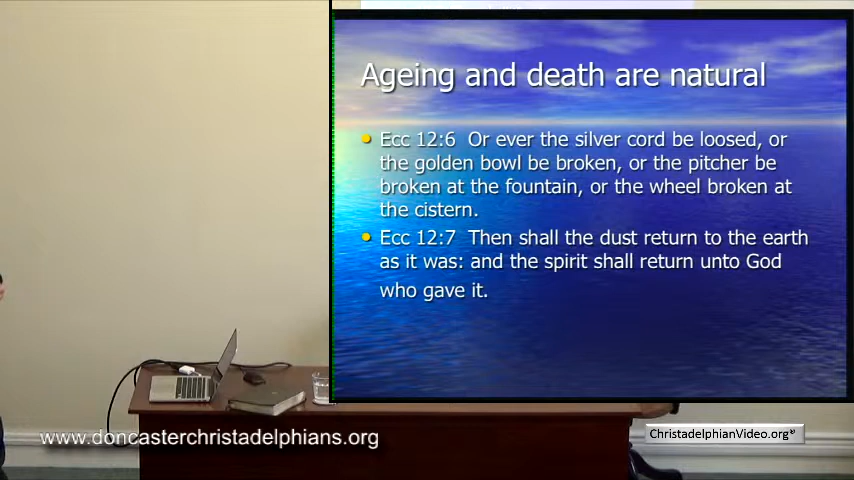 Ageing and death are natural
Ecc 12:6 Or ever the silver cord be loosed, or
the golden bowl be broken, or the pitcher be
broken at the fountain, or the wheel broken at
the cistern.
Ecc 12:7 Then shall the dust return to the earth
as it was: and the spirit shall return unto God
who gave it.
www.doncasterchristadelphians.org
ChristadelphianVideo.org®